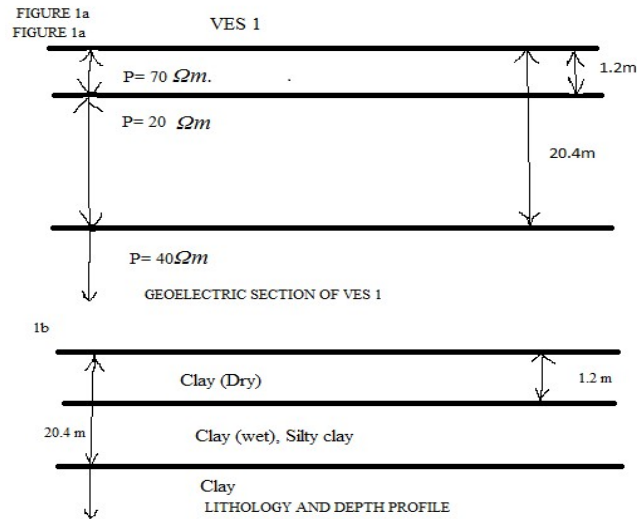 FIGURE 1a
FIGURE 1a
VES 1
P= 70 Ωm.
1.2m
P= 20 Ωm
20.4m
P= 40Ωm
GEOELECTRIC SECTION OF VES 1
1b
Clay (Dry)
1.2 m
20.4 m
Clay (wet), Silty clay
Clay
LITHOLOGY AND DEPTH PROFILE